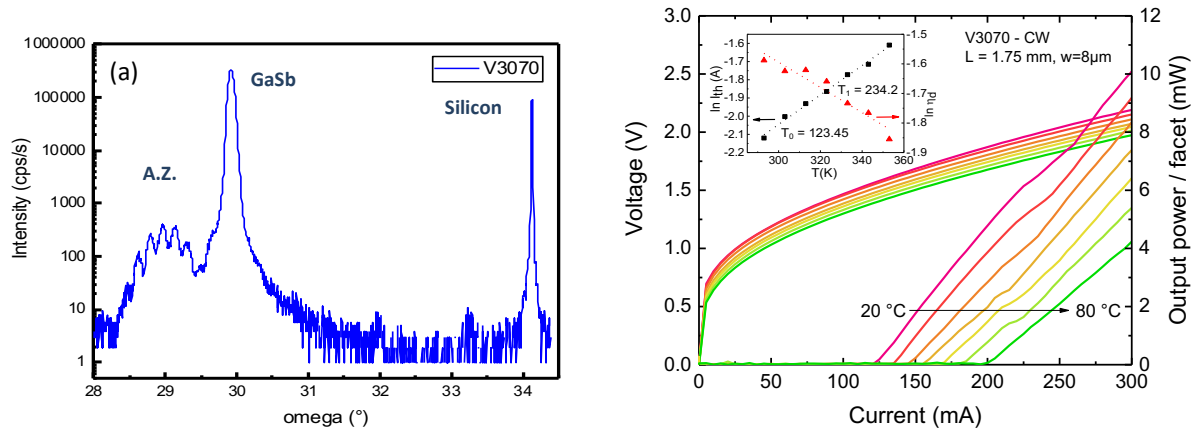 (a)
V3070
GaSb
Silicon
A.Z.
Intensity (cps/s)
1000000
100000
10000
1000
100
10
1
28 29 30 31 32 33 34
omega (°)
V3070 - CW
L = 1.75 mm, w=8µm
Voltage (V)
3.0
2.5
2.0
1.5
1.0
0.5
0.0
0 50 100 150 200 250 300
Current (mA)
Output power / facet (mW)
12
10
8
6
4
2
0
20 °C
80 °C
ln Ith (A)
-1.6
-1.7
-1.8
-1.9
-2.0
-2.1
-2.2
T1 = 234.2
T0 = 123.45
300 320 340 360
T(K)
-1.5
-1.6
-1.7
-1.8
-1.9
ln ηd